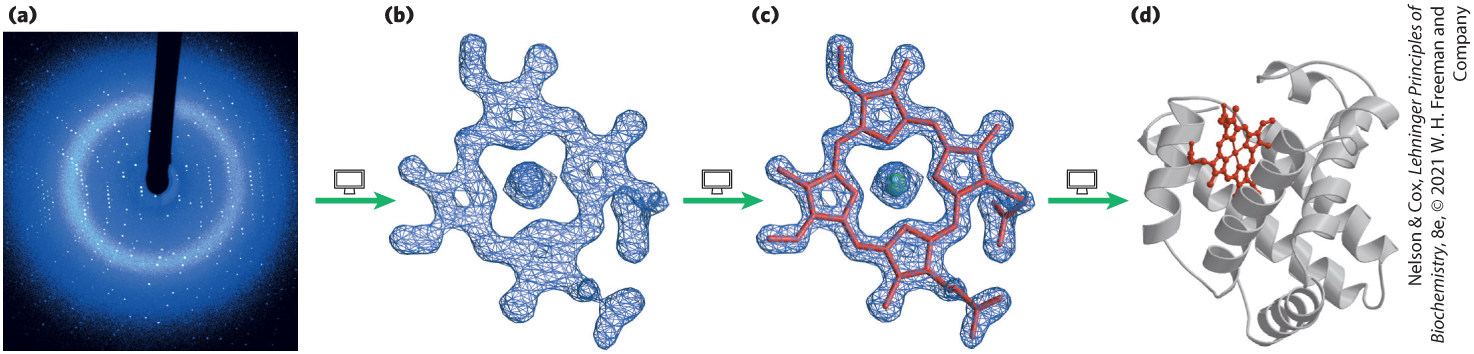 (a)
(b)
(c)
(d)
Nelson & Cox, Lehninger Principles of
Biochemistry, 8e, © 2021 W. H. Freeman and
Company